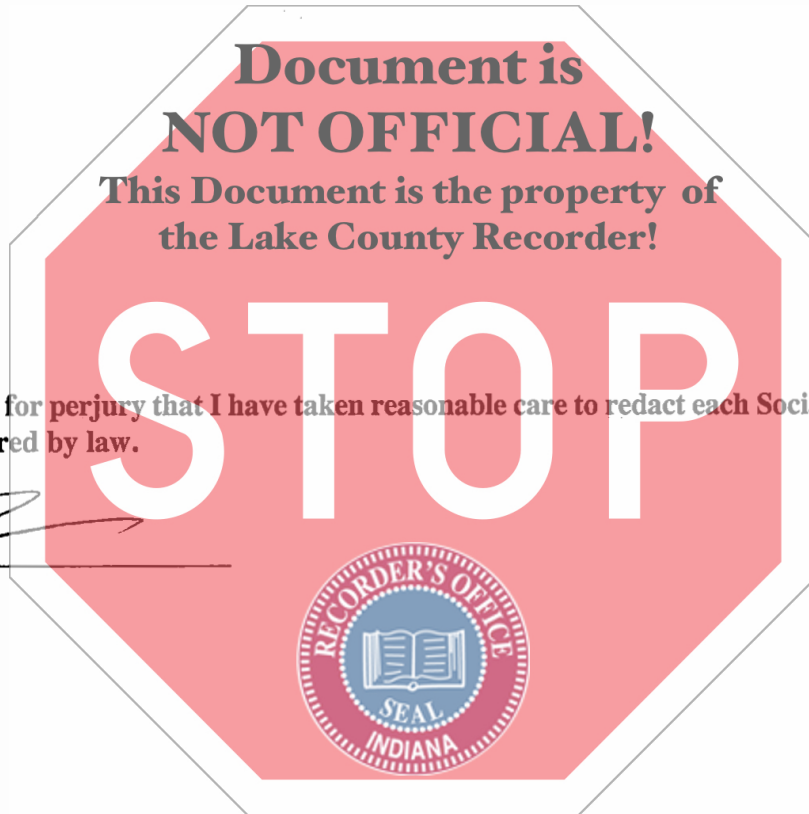 Document is
NOT OFFICIAL!
This Document is the property of
the Lake County Recorder!
STOP
for perjury that I have taken reasonable care to redact each Soci
red by law.
RECORDER'S OFFICE
SEAL
INDIANA